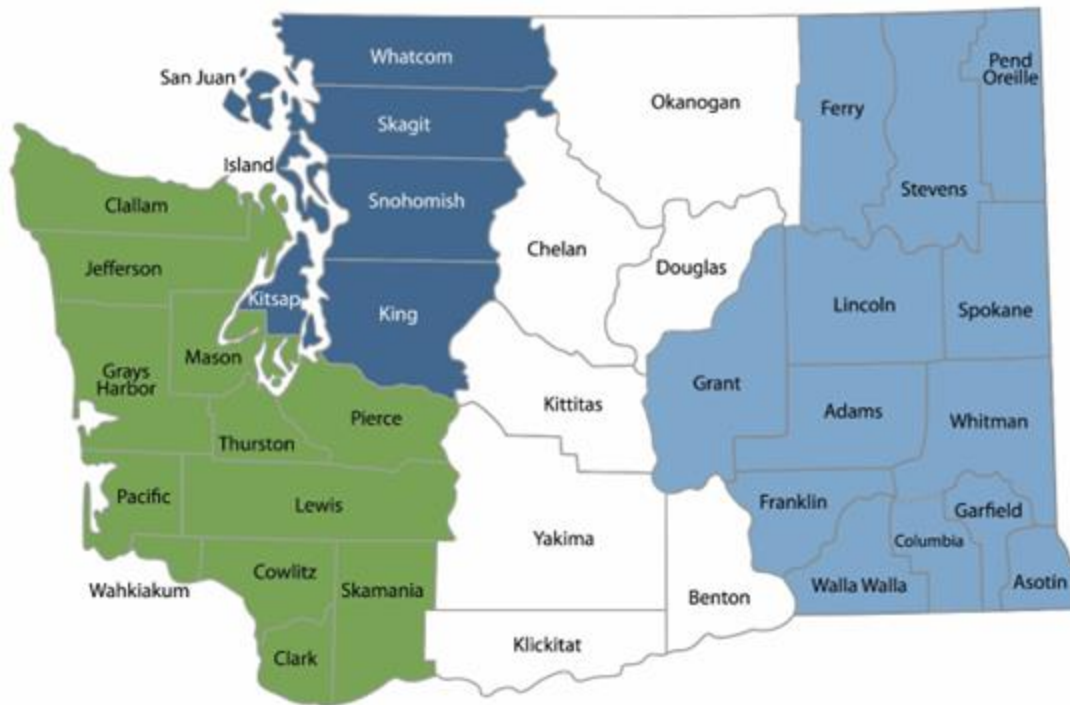 Whatcom
San Juan
Pend
Oreille
Okanogan
Ferry
Skagit
Island
Stevens
Snohomish
Clallam
Chelan
Douglas
Jefferson
Kitsap
Lincoln
Spokane
King
Mason
Grays
Harbor
Grant
Kittitas
Adams
Pierce
Whitman
Thurston
Pacific
Lewis
Franklin
Garfield
Yakima
Columbia
Cowlitz
Wahkiakum
Skamania
Benton
Walla Walla
Asotin
Klickitat
Clark